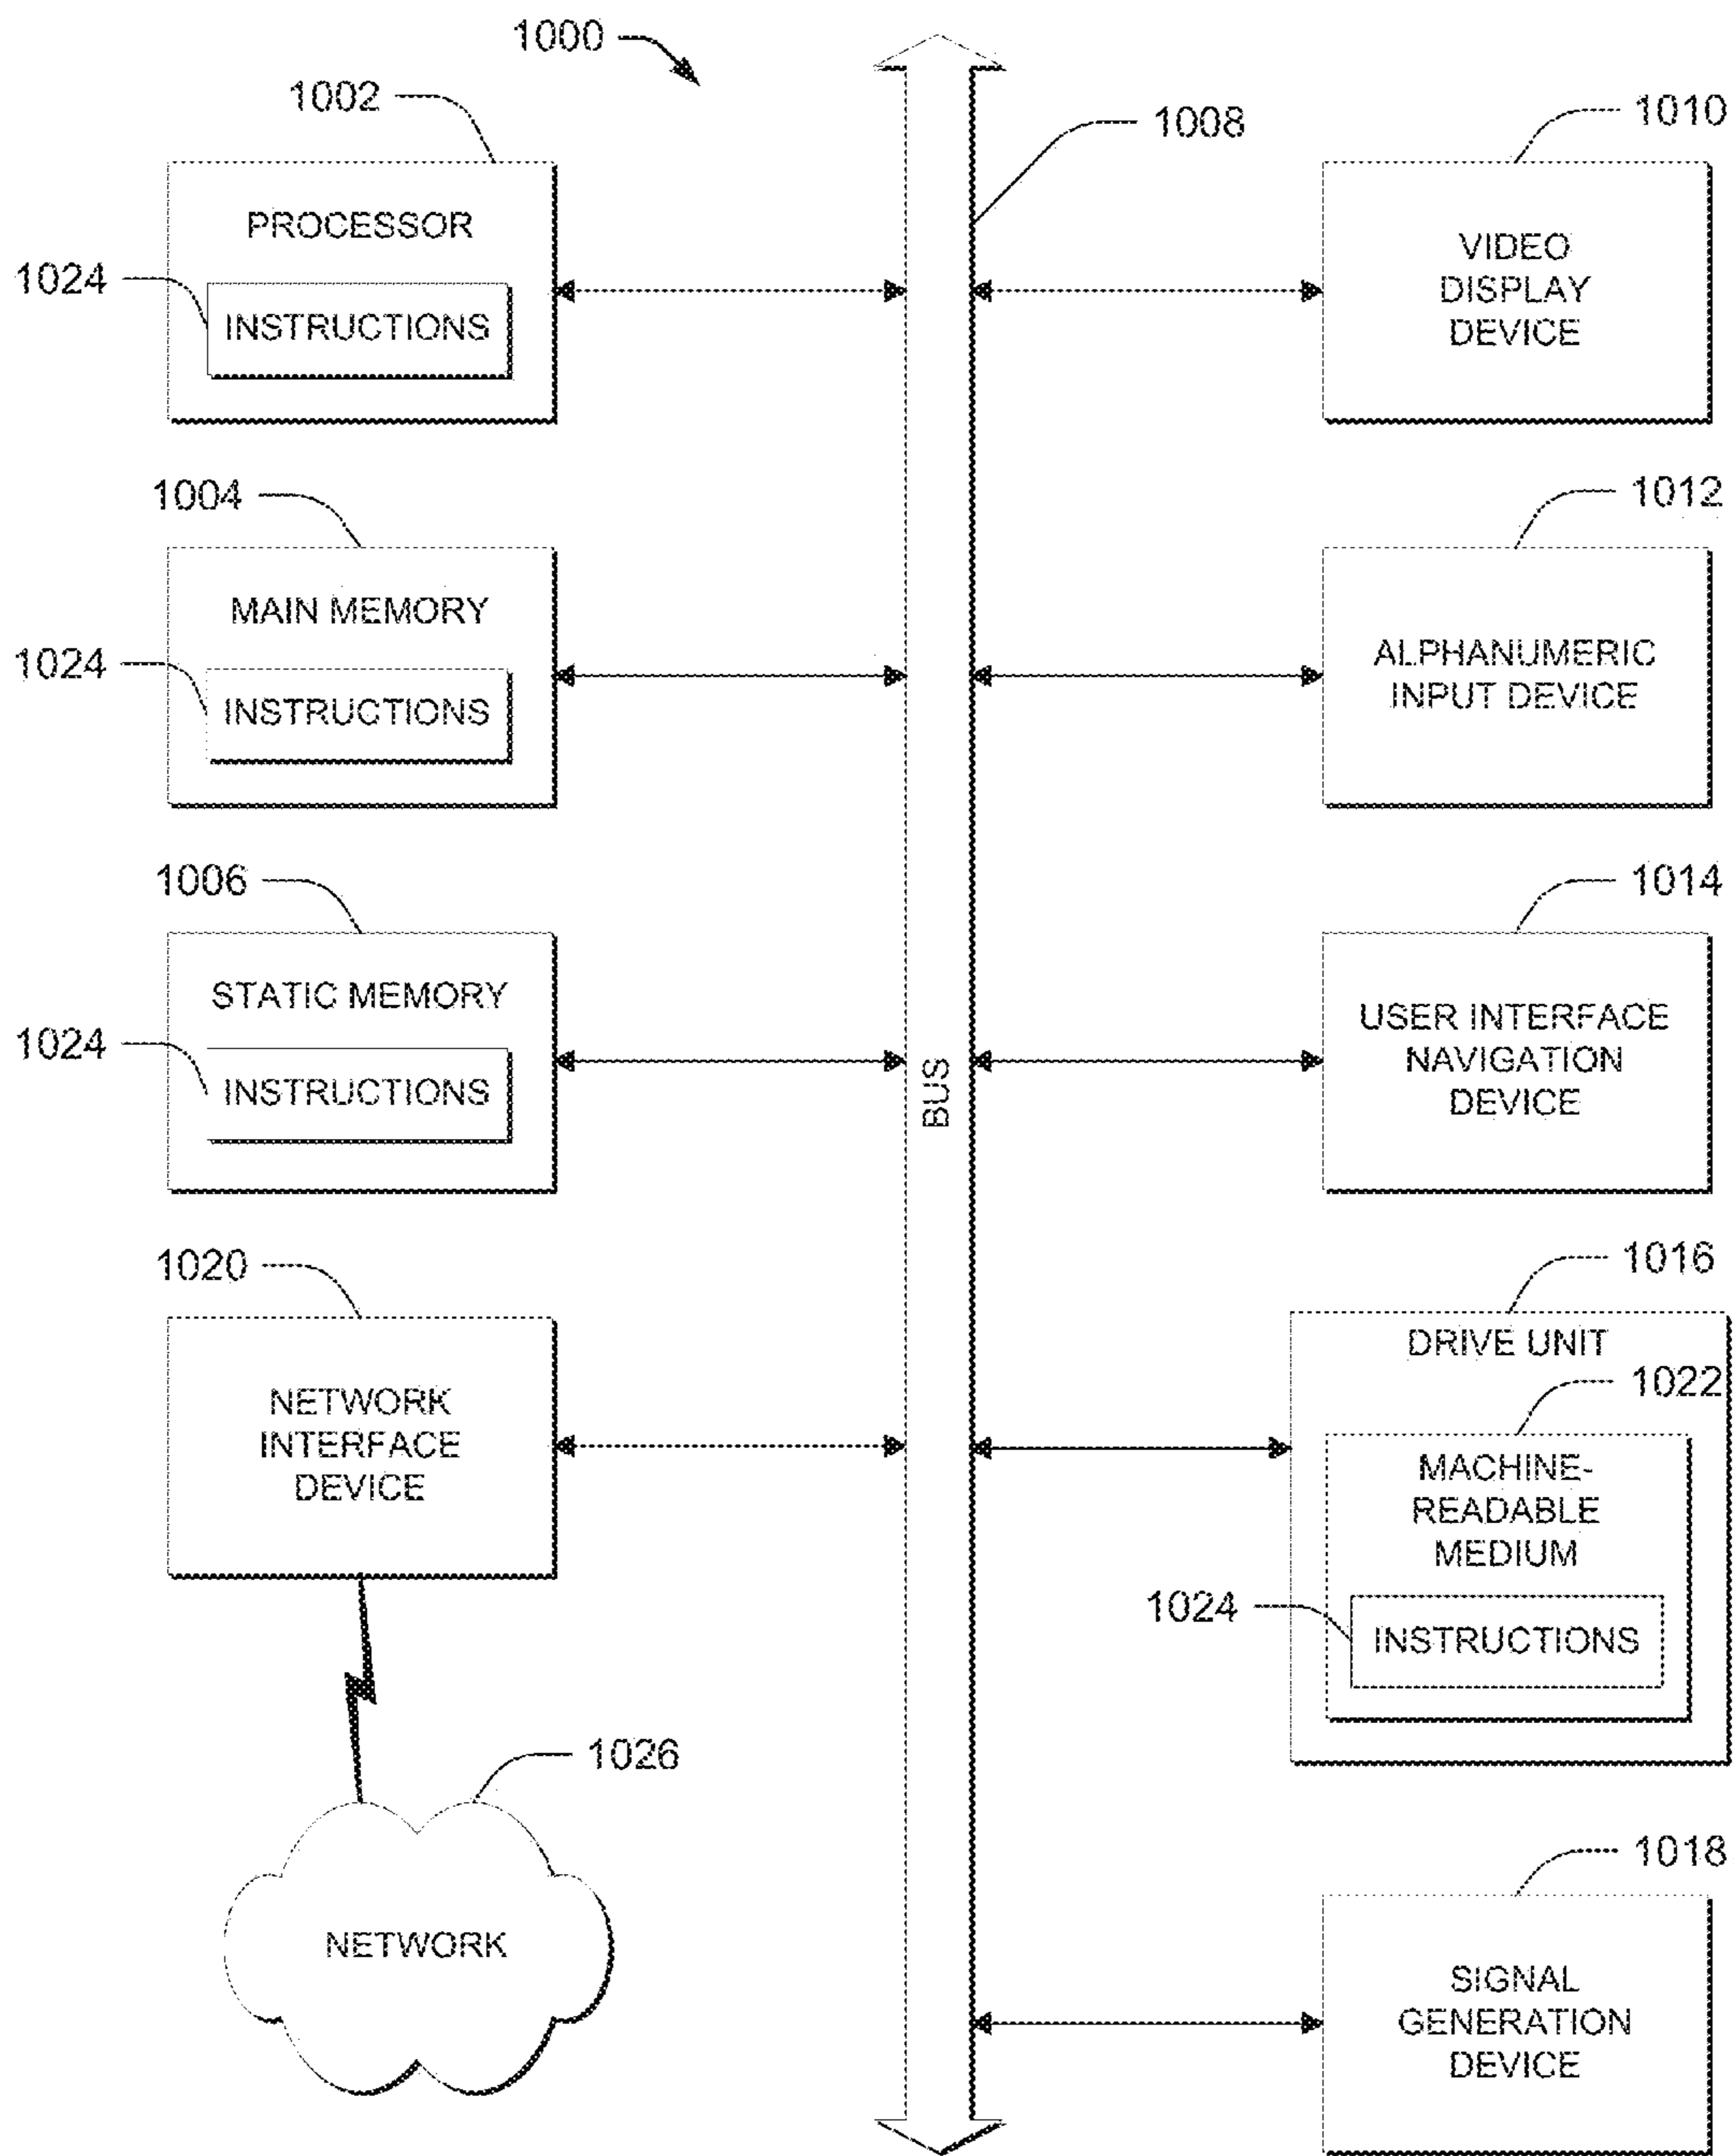 1000
1002
PROCESSOR
1024
INSTRUCTIONS
1004
MAIN MEMORY
1024
INSTRUCTIONS
1006
STATIC MEMORY
1024
INSTRUCTIONS
1020
NETWORK
INTERFACE
DEVICE
1026
NETWORK
1008
BUS
1010
VIDEO
DISPLAY
DEVICE
1012
ALPHANUMERIC
INPUT DEVICE
1014
USER INTERFACE
NAVIGATION
DEVICE
1016
DRIVE UNIT
1022
MACHINE-
READABLE
MEDIUM
1024
INSTRUCTIONS
1018
SIGNAL
GENERATION
DEVICE